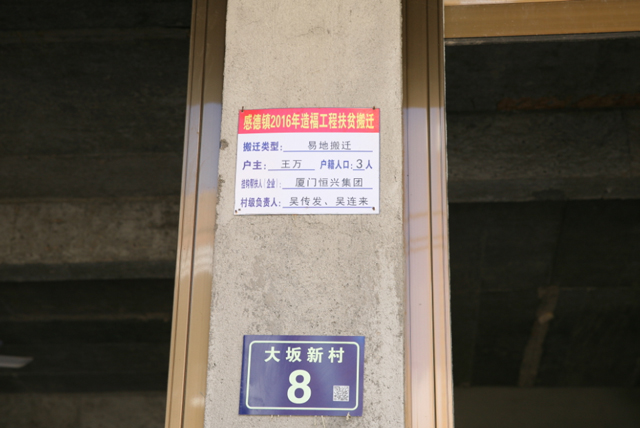 感德镇2016年造福工程扶贫搬迁
搬迁类型：易地搬迁
户主：王万 户籍人口：3人
挂钩帮扶人（企业）：厦门恒兴集团
村级负责人：吴传发、吴连来
大坂新村
8